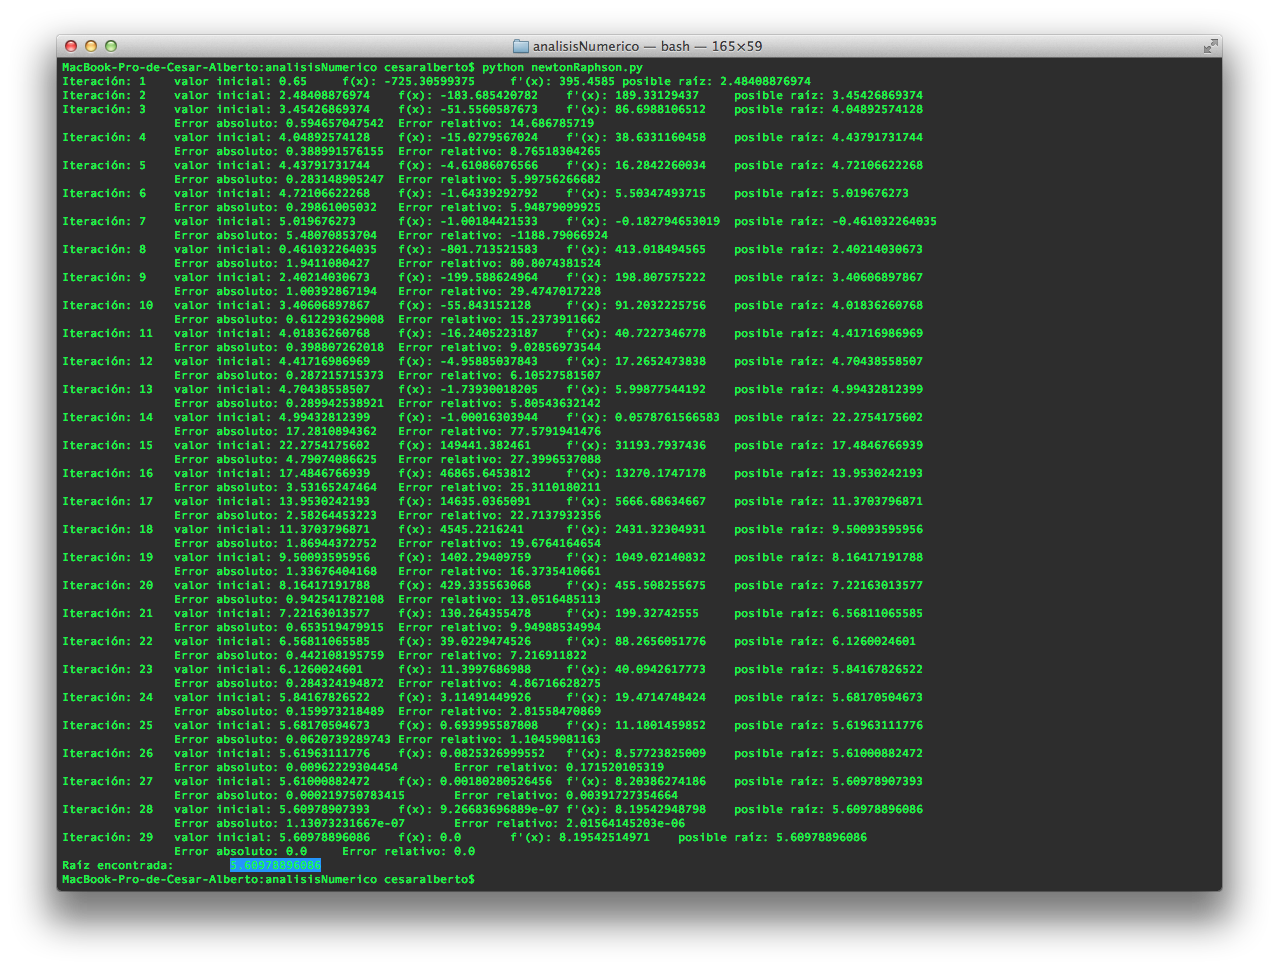 analisisNumerico — bash — 165×59
MacBook-Pro-de-Cesar-Alberto:analisisNumerico cesaralberto$ python newtonRaphson.py
Iteración: 1 valor inicial: 0.65 f(x): -725.30599375 f'(x): 395.4585 posible raíz: 2.48408876974
Iteración: 2 valor inicial: 2.48408876974 f(x): -183.685420782 f'(x): 189.33129437 posible raíz: 3.45426869374
Iteración: 3 valor inicial: 3.45426869374 f(x): -51.5560587673 f'(x): 86.6988106512 posible raíz: 4.04892574128
Error absoluto: 0.594657047542 Error relativo: 14.686785719
Iteración: 4 valor inicial: 4.04892574128 f(x): -15.0279567024 f'(x): 38.6331160458 posible raíz: 4.43791731744
Error absoluto: 0.388991576155 Error relativo: 8.76518304265
Iteración: 5 valor inicial: 4.43791731744 f(x): -4.61086076566 f'(x): 16.2842260034 posible raíz: 4.72106622268
Error absoluto: 0.283148905247 Error relativo: 5.99756266682
Iteración: 6 valor inicial: 4.72106622268 f(x): -1.64339292792 f'(x): 5.50347493715 posible raíz: 5.019676273
Error absoluto: 0.29861005032 Error relativo: 5.94879099925
Iteración: 7 valor inicial: 5.019676273 f(x): -1.00184421533 f'(x): -0.182794653019 posible raíz: -0.461032264035
Error absoluto: 5.48070853704 Error relativo: -1188.79066924
Iteración: 8 valor inicial: 0.461032264035 f(x): -801.713521583 f'(x): 413.018494565 posible raíz: 2.40214030673
Error absoluto: 1.9411080427 Error relativo: 80.8074381524
Iteración: 9 valor inicial: 2.40214030673 f(x): -199.588624964 f'(x): 198.807575222 posible raíz: 3.40606897867
Error absoluto: 1.00392867194 Error relativo: 29.4747017228
Iteración: 10 valor inicial: 3.40606897867 f(x): -55.843152128 f'(x): 91.2032225756 posible raíz: 4.01836260768
Error absoluto: 0.612293629008 Error relativo: 15.2373911662
Iteración: 11 valor inicial: 4.01836260768 f(x): -16.2405223187 f'(x): 40.7227346778 posible raíz: 4.41716986969
Error absoluto: 0.398807262018 Error relativo: 9.02856973544
Iteración: 12 valor inicial: 4.41716986969 f(x): -4.95885037843 f'(x): 17.2652473838 posible raíz: 4.70438558507
Error absoluto: 0.287215715373 Error relativo: 6.10527581507
Iteración: 13 valor inicial: 4.70438558507 f(x): -1.73930018205 f'(x): 5.99877544192 posible raíz: 4.99432812399
Error absoluto: 0.289942538921 Error relativo: 5.80543632142
Iteración: 14 valor inicial: 4.99432812399 f(x): -1.00016303944 f'(x): 0.0578761566583 posible raíz: 22.2754175602
Error absoluto: 17.2810894362 Error relativo: 77.5791941476
Iteración: 15 valor inicial: 22.2754175602 f(x): 149441.382461 f'(x): 31193.7937436 posible raíz: 17.4846766939
Error absoluto: 4.79074086625 Error relativo: 27.3996537088
Iteración: 16 valor inicial: 17.4846766939 f(x): 46865.6453812 f'(x): 13270.1747178 posible raíz: 13.9530242193
Error absoluto: 3.53165247464 Error relativo: 25.3110180211
Iteración: 17 valor inicial: 13.9530242193 f(x): 14635.0365091 f'(x): 5666.68634667 posible raíz: 11.3703796871
Error absoluto: 2.58264453223 Error relativo: 22.7137932356
Iteración: 18 valor inicial: 11.3703796871 f(x): 4545.2216241 f'(x): 2431.32304931 posible raíz: 9.50093595956
Error absoluto: 1.86944372752 Error relativo: 19.6764164654
Iteración: 19 valor inicial: 9.50093595956 f(x): 1402.29409759 f'(x): 1049.02140832 posible raíz: 8.16417191788
Error absoluto: 1.33676404168 Error relativo: 16.3735410661
Iteración: 20 valor inicial: 8.16417191788 f(x): 429.335563068 f'(x): 455.508255675 posible raíz: 7.22163013577
Error absoluto: 0.942541782108 Error relativo: 13.0516485113
Iteración: 21 valor inicial: 7.22163013577 f(x): 130.264355478 f'(x): 199.32742555 posible raíz: 6.56811065585
Error absoluto: 0.653519479915 Error relativo: 9.94988534994
Iteración: 22 valor inicial: 6.56811065585 f(x): 39.0229474526 f'(x): 88.2656051776 posible raíz: 6.1260024601
Error absoluto: 0.442108195759 Error relativo: 7.216911822
Iteración: 23 valor inicial: 6.1260024601 f(x): 11.3997686988 f'(x): 40.0942617773 posible raíz: 5.84167826522
Error absoluto: 0.284324194872 Error relativo: 4.86716628275
Iteración: 24 valor inicial: 5.84167826522 f(x): 3.11491449926 f'(x): 19.4714748424 posible raíz: 5.68170504673
Error absoluto: 0.159973218489 Error relativo: 2.81558470869
Iteración: 25 valor inicial: 5.68170504673 f(x): 0.693995587808 f'(x): 11.1801459852 posible raíz: 5.61963111776
Error absoluto: 0.0620739289743 Error relativo: 1.10459081163
Iteración: 26 valor inicial: 5.61963111776 f(x): 0.0825326999552 f'(x): 8.57723825009 posible raíz: 5.61000882472
Error absoluto: 0.00962229304454 Error relativo: 0.171520105319
Iteración: 27 valor inicial: 5.61000882472 f(x): 0.00180280526456 f'(x): 8.20386274186 posible raíz: 5.60978907393
Error absoluto: 0.000219750783415 Error relativo: 0.00391727354664
Iteración: 28 valor inicial: 5.60978907393 f(x): 9.26683696889e-07 f'(x): 8.19542948798 posible raíz: 5.60978896086
Error absoluto: 1.13073231667e-07 Error relativo: 2.01564145203e-06
Iteración: 29 valor inicial: 5.60978896086 f(x): 0.0 f'(x): 8.19542514971 posible raíz: 5.60978896086
Error absoluto: 0.0 Error relativo: 0.0
Raíz encontrada: 5.60978896086
MacBook-Pro-de-Cesar-Alberto:analisisNumerico cesaralberto$